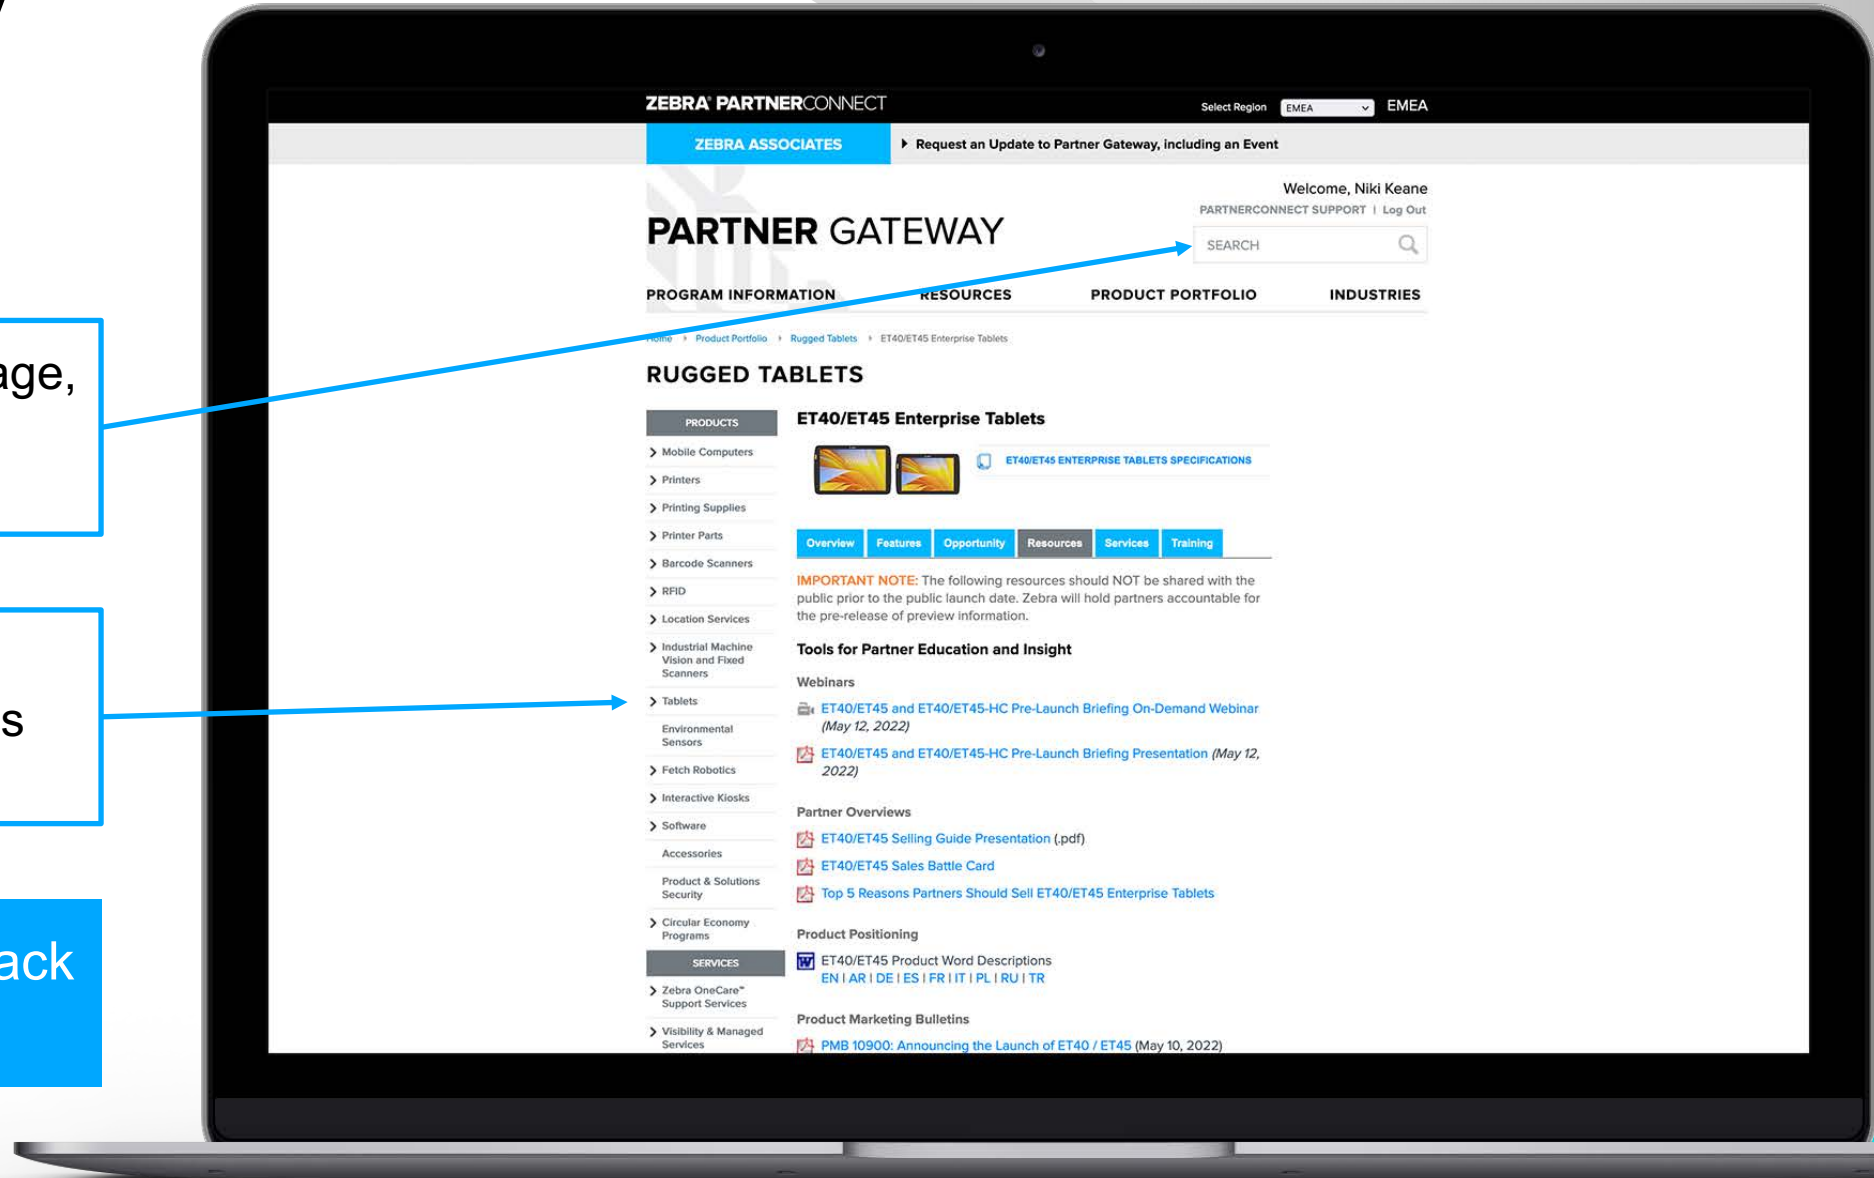 age,
s
ack
ZEBRA® PARTNERCONNECT
Select Region EMEA EMEA
ZEBRA ASSOCIATES
Request an Update to Partner Gateway, including an Event
Welcome, Niki Keane
PARTNERCONNECT SUPPORT | Log Out
PARTNER GATEWAY
SEARCH
PROGRAM INFORMATION RESOURCES PRODUCT PORTFOLIO INDUSTRIES
Home Product Portfolio Rugged Tablets ET40/ET45 Enterprise Tablets
RUGGED TABLETS
PRODUCTS
Mobile Computers
Printers
Printing Supplies
Printer Parts
Barcode Scanners
RFID
Location Services
Industrial Machine
Vision and Fixed
Scanners
Tablets
Environmental
Sensors
Fetch Robotics
Interactive Kiosks
Software
Accessories
Product & Solutions
Security
Circular Economy
Programs
SERVICES
Zebra OneCare™
Support Services
Visibility & Managed
Services
ET40/ET45 Enterprise Tablets
ET40/ET45 ENTERPRISE TABLETS SPECIFICATIONS
Overview Features Opportunity Resources Services Training
IMPORTANT NOTE: The following resources should NOT be shared with the
public prior to the public launch date. Zebra will hold partners accountable for
the pre-release of preview information.
Tools for Partner Education and Insight
Webinars
ET40/ET45 and ET40/ET45-HC Pre-Launch Briefing On-Demand Webinar
(May 12, 2022)
ET40/ET45 and ET40/ET45-HC Pre-Launch Briefing Presentation (May 12,
2022)
Partner Overviews
ET40/ET45 Selling Guide Presentation (.pdf)
ET40/ET45 Sales Battle Card
Top 5 Reasons Partners Should Sell ET40/ET45 Enterprise Tablets
Product Positioning
ET40/ET45 Product Word Descriptions
EN | AR | DE | ES | FR | IT | PL | RU | TR
Product Marketing Bulletins
PMB 10900: Announcing the Launch of ET40 / ET45 (May 10, 2022)